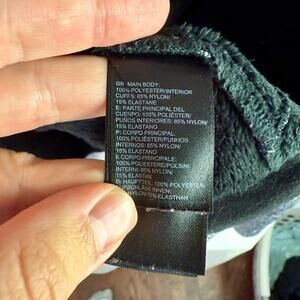 GB: MAIN BODY:
100% POLYESTER/INTERIOR
CUFFS: 85% NYLON/
15% ELASTANE
E: PARTE PRINCIPAL DEL
CUERPO: 100% POLIÉSTER/
PUÑOS INTERIORES: 85% NYLON/
15% ELASTANO
P: CORPO PRINCIPAL:
100% POLIÉSTER/PUNHOS
INTERNOS: 85% NYLON/
15% ELASTANO
I: CORPO PRINCIPALE:
100% POLIESTERE/POLSINI
INTERNI: 85% NYLON/
15% ELASTAN
D: HAUPTTEIL: 100% POLYESTER/
NYLON/15% ELASTHAN